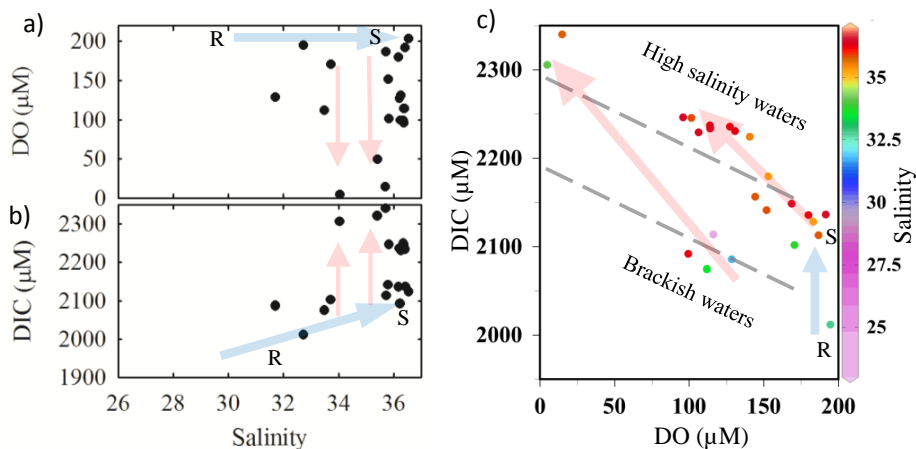 a)
R
S
200
150
100
50
0
DO (µM)
b)
2300
2200
2100
2000
1900
DIC (µM)
S
R
26 28 30 32 34 36
Salinity
c)
High salinity waters
Brackish waters
S
R
2300
2200
2100
2000
DIC (µM)
0 50 100 150 200
DO (µM)
35
32.5
30
27.5
25
Salinity